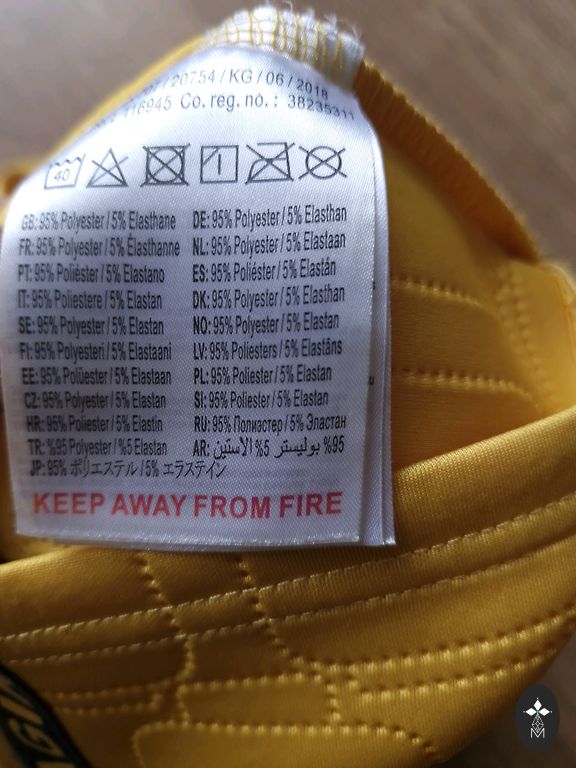 / 20754 / KG / 06 / 2018
116945 Co. reg. no.: 38235311
40
GB: 95% Polyester / 5% Elasthane DE: 95% Polyester / 5% Elasthan
FR: 95% Polyester / 5% Elasthanne NL: 95% Polyester / 5% Elastaan
PT: 95% Poliéster / 5% Elastano ES: 95% Poliéster / 5% Elastán
IT: 95% Poliestere / 5% Elastan DK: 95% Polyester / 5% Elasthan
SE: 95% Polyester / 5% Elastan NO: 95% Polyester / 5% Elastan
FI: 95% Polyesteri / 5% Elastaani LV: 95% Poliesters / 5% Elastāns
EE: 95% Polüester / 5% Elastaan PL: 95% Poliester / 5% Elastan
CZ: 95% Polyester / 5% Elastan SI: 95% Poliester / 5% Elastan
HR: 95% Poliester / 5% Elastin RU: 95% Полиэстер / 5% Эластан
TR: %95 Polyester / %5 Elastan AR: %95 بوليستر %5 الأستين
JP: 95% ポリエステル / 5% エラステイン
KEEP AWAY FROM FIRE